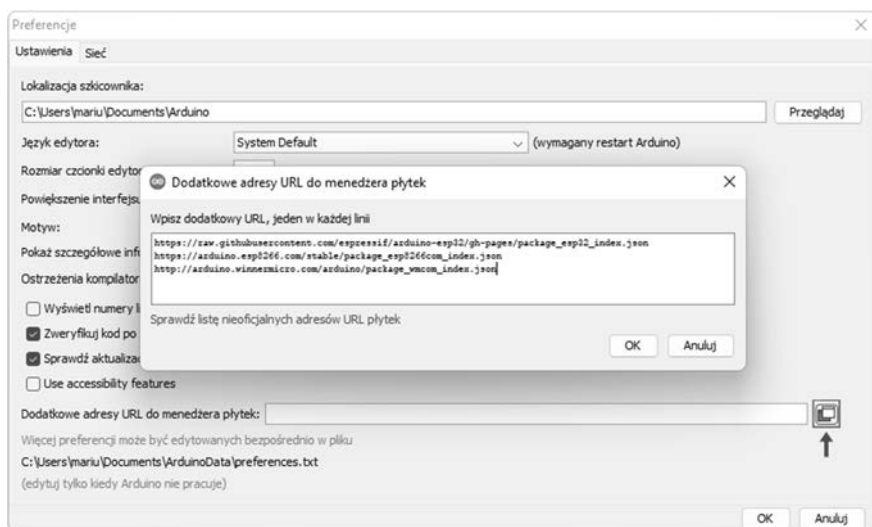 Preferencje
Ustawienia Sieć
Lokalizacja szkicownika:
C:\Users\mariu\Documents\Arduino Przeglądaj
Język edytora: System Default (wymagany restart Arduino)
Rozmiar czcionki edyto
Powiększenie interfejsu
Motyw:
Pokaż szczegółowe info
Ostrzeżenia kompilator
Wyświetl numery li
Zweryfikuj kod po
Sprawdź aktualizac
Use accessibility features
Dodatkowe adresy URL do menedżera płytek:
Więcej preferencji może być edytowanych bezpośrednio w pliku
C:\Users\mariu\Documents\ArduinoData\preferences.txt
(edytuj tylko kiedy Arduino nie pracuje)
OK Anuluj
Dodatkowe adresy URL do menedżera płytek
Wpisz dodatkowy URL, jeden w każdej linii
https://raw.githubusercontent.com/espressif/arduino-esp32/gh-pages/package_esp32_index.json
https://arduino.esp8266.com/stable/package_esp8266com_index.json
http://arduino.winnermicro.com/arduino/package_wmcom_index.json
Sprawdź listę nieoficjalnych adresów URL płytek
OK Anuluj